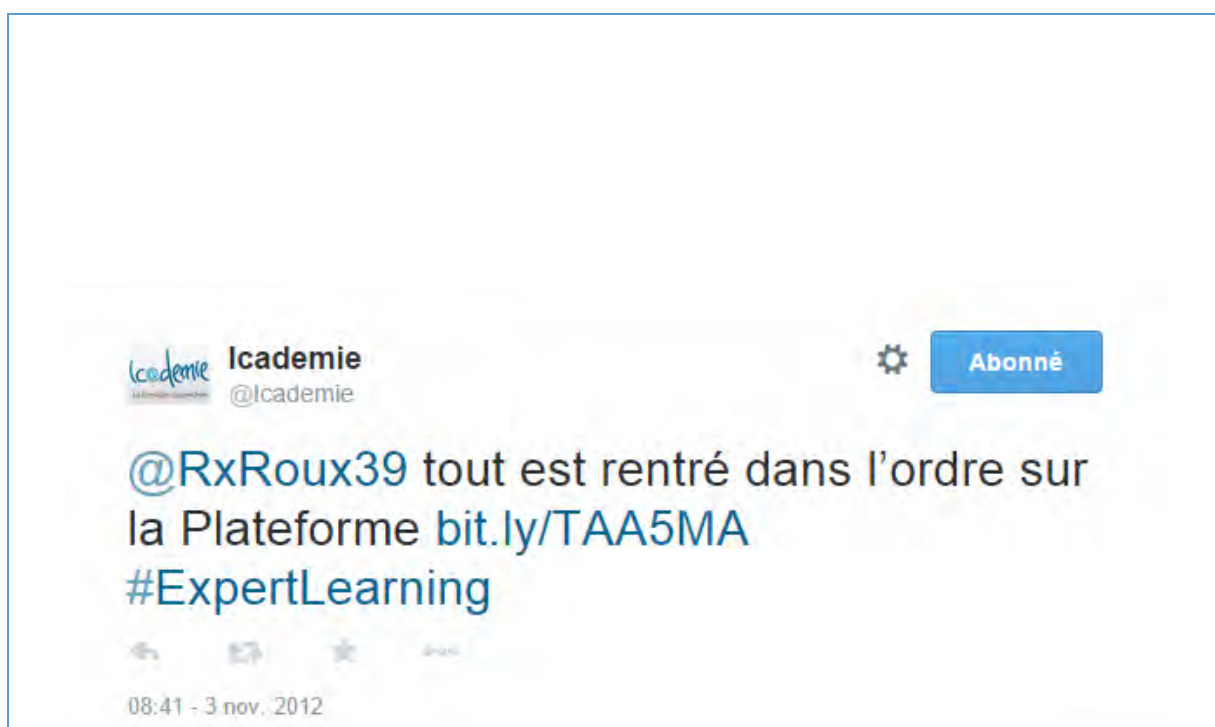 Icademie
Icademie
@Icademie
Abonné
@RxRoux39 tout est rentré dans l’ordre sur
la Plateforme bit.ly/TAA5MA
#ExpertLearning
08:41 - 3 nov. 2012